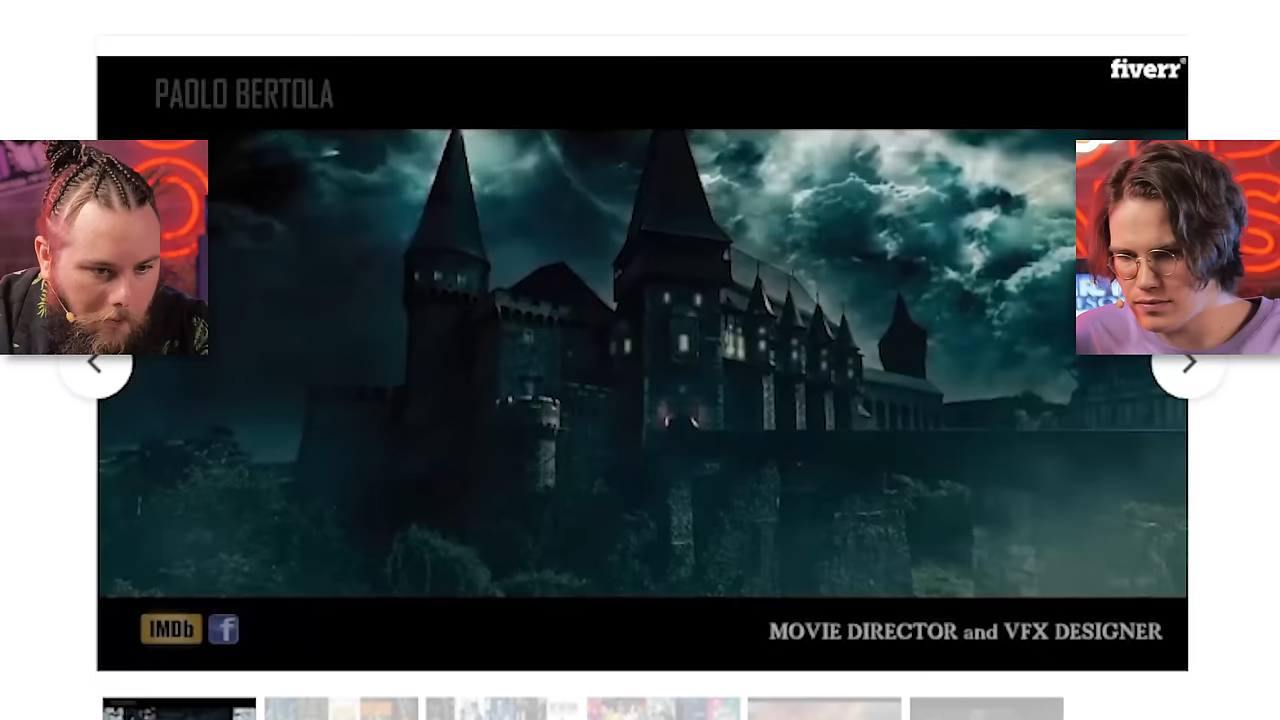 fiverr
PAOLO BERTOLA
IMDb
f
MOVIE DIRECTOR and VFX DESIGNER